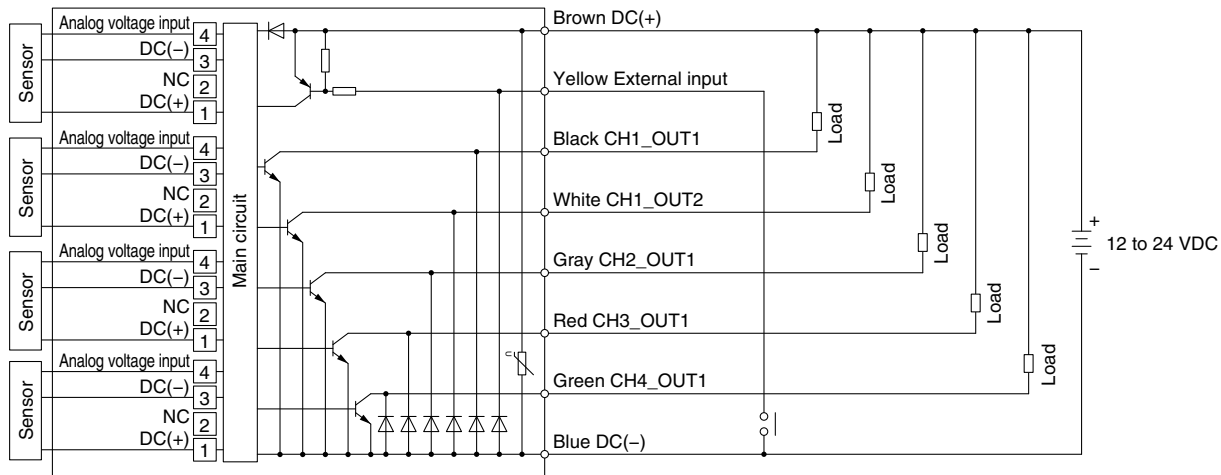 Brown DC(+)
Analog voltage input
4
DC(−)
3
NC
2
DC(+)
1
Sensor
Yellow External input
Load
Analog voltage input
4
DC(−)
3
NC
2
DC(+)
1
Sensor
Black CH1_OUT1
Load
White CH1_OUT2
Main circuit
Load
+
12 to 24 VDC
−
Analog voltage input
4
DC(−)
3
NC
2
DC(+)
1
Sensor
Gray CH2_OUT1
Load
Red CH3_OUT1
Load
Analog voltage input
4
DC(−)
3
NC
2
DC(+)
1
Sensor
U
Green CH4_OUT1
Blue DC(−)